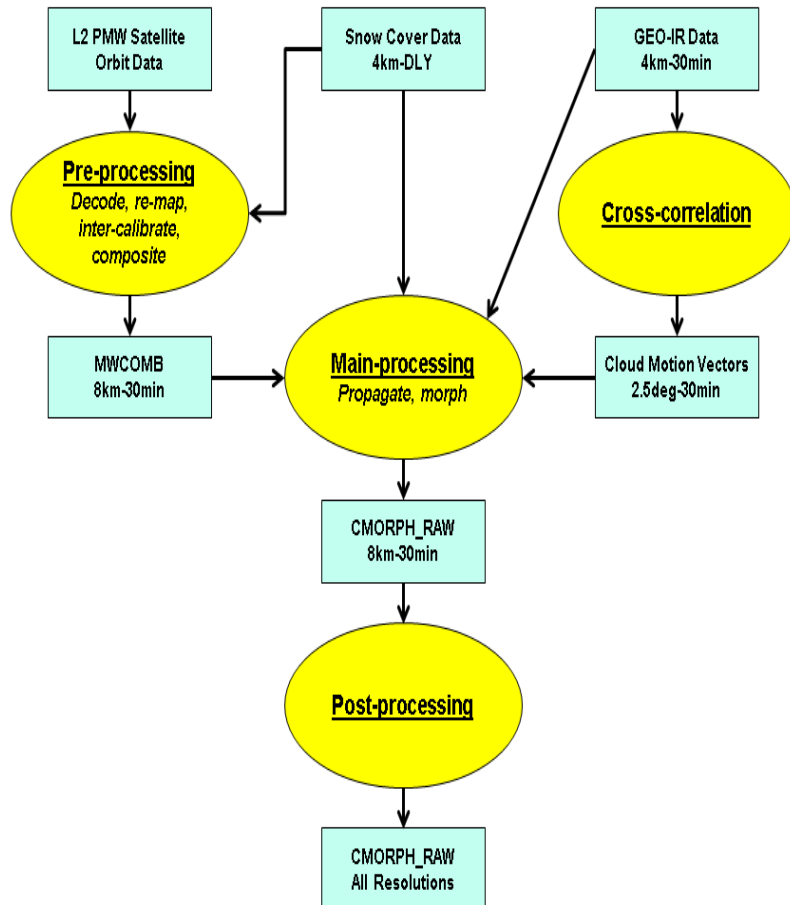 L2 PMW Satellite
Orbit Data
Snow Cover Data
4km-DLY
GEO-IR Data
4km-30min
Pre-processing
Decode, re-map,
inter-calibrate,
composite
Cross-correlation
MWCOMB
8km-30min
Main-processing
Propagate, morph
Cloud Motion Vectors
2.5deg-30min
CMORPH_RAW
8km-30min
Post-processing
CMORPH_RAW
All Resolutions